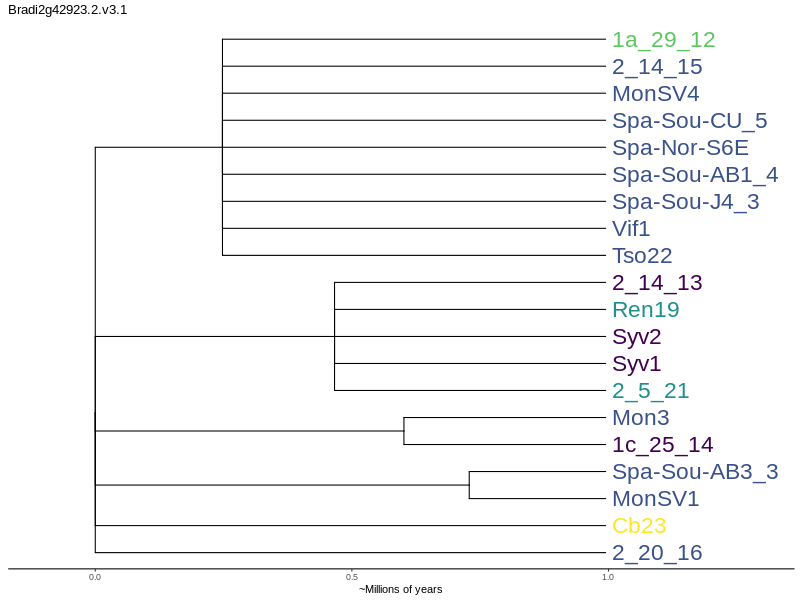 Bradi2g42923.2.v3.1
1a_29_12
2_14_15
MonSV4
Spa-Sou-CU_5
Spa-Nor-S6E
Spa-Sou-AB1_4
Spa-Sou-J4_3
Vif1
Tso22
2_14_13
Ren19
Syv2
Syv1
2_5_21
Mon3
1c_25_14
Spa-Sou-AB3_3
MonSV1
Cb23
2_20_16
0.0 0.5 1.0
~Millions of years